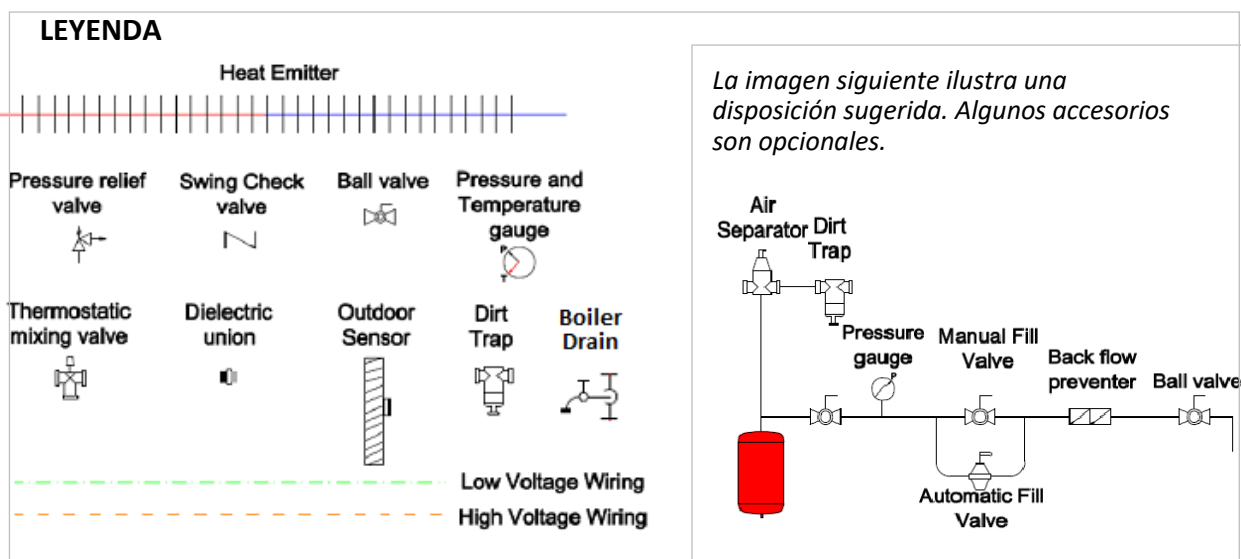 LEYENDA
Heat Emitter
Pressure relief
valve
Swing Check
valve
Ball valve
Pressure and
Temperature
gauge
P
T
Thermostatic
mixing valve
Dielectric
union
Outdoor
Sensor
Dirt
Trap
Boiler
Drain
Low Voltage Wiring
High Voltage Wiring
La imagen siguiente ilustra una
disposición sugerida. Algunos accesorios
son opcionales.
Air
Separator
Dirt
Trap
Pressure
gauge
P
Manual Fill
Valve
Back flow
preventer
Ball valve
Automatic Fill
Valve